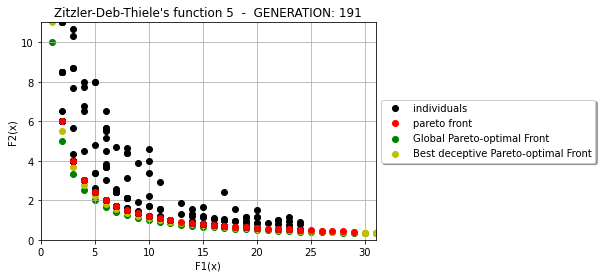 Zitzler-Deb-Thiele's function 5 - GENERATION: 191
10
8
6
4
2
0
F2(x)
0
5
10
15
20
25
30
F1(x)
individuals
pareto front
Global Pareto-optimal Front
Best deceptive Pareto-optimal Front